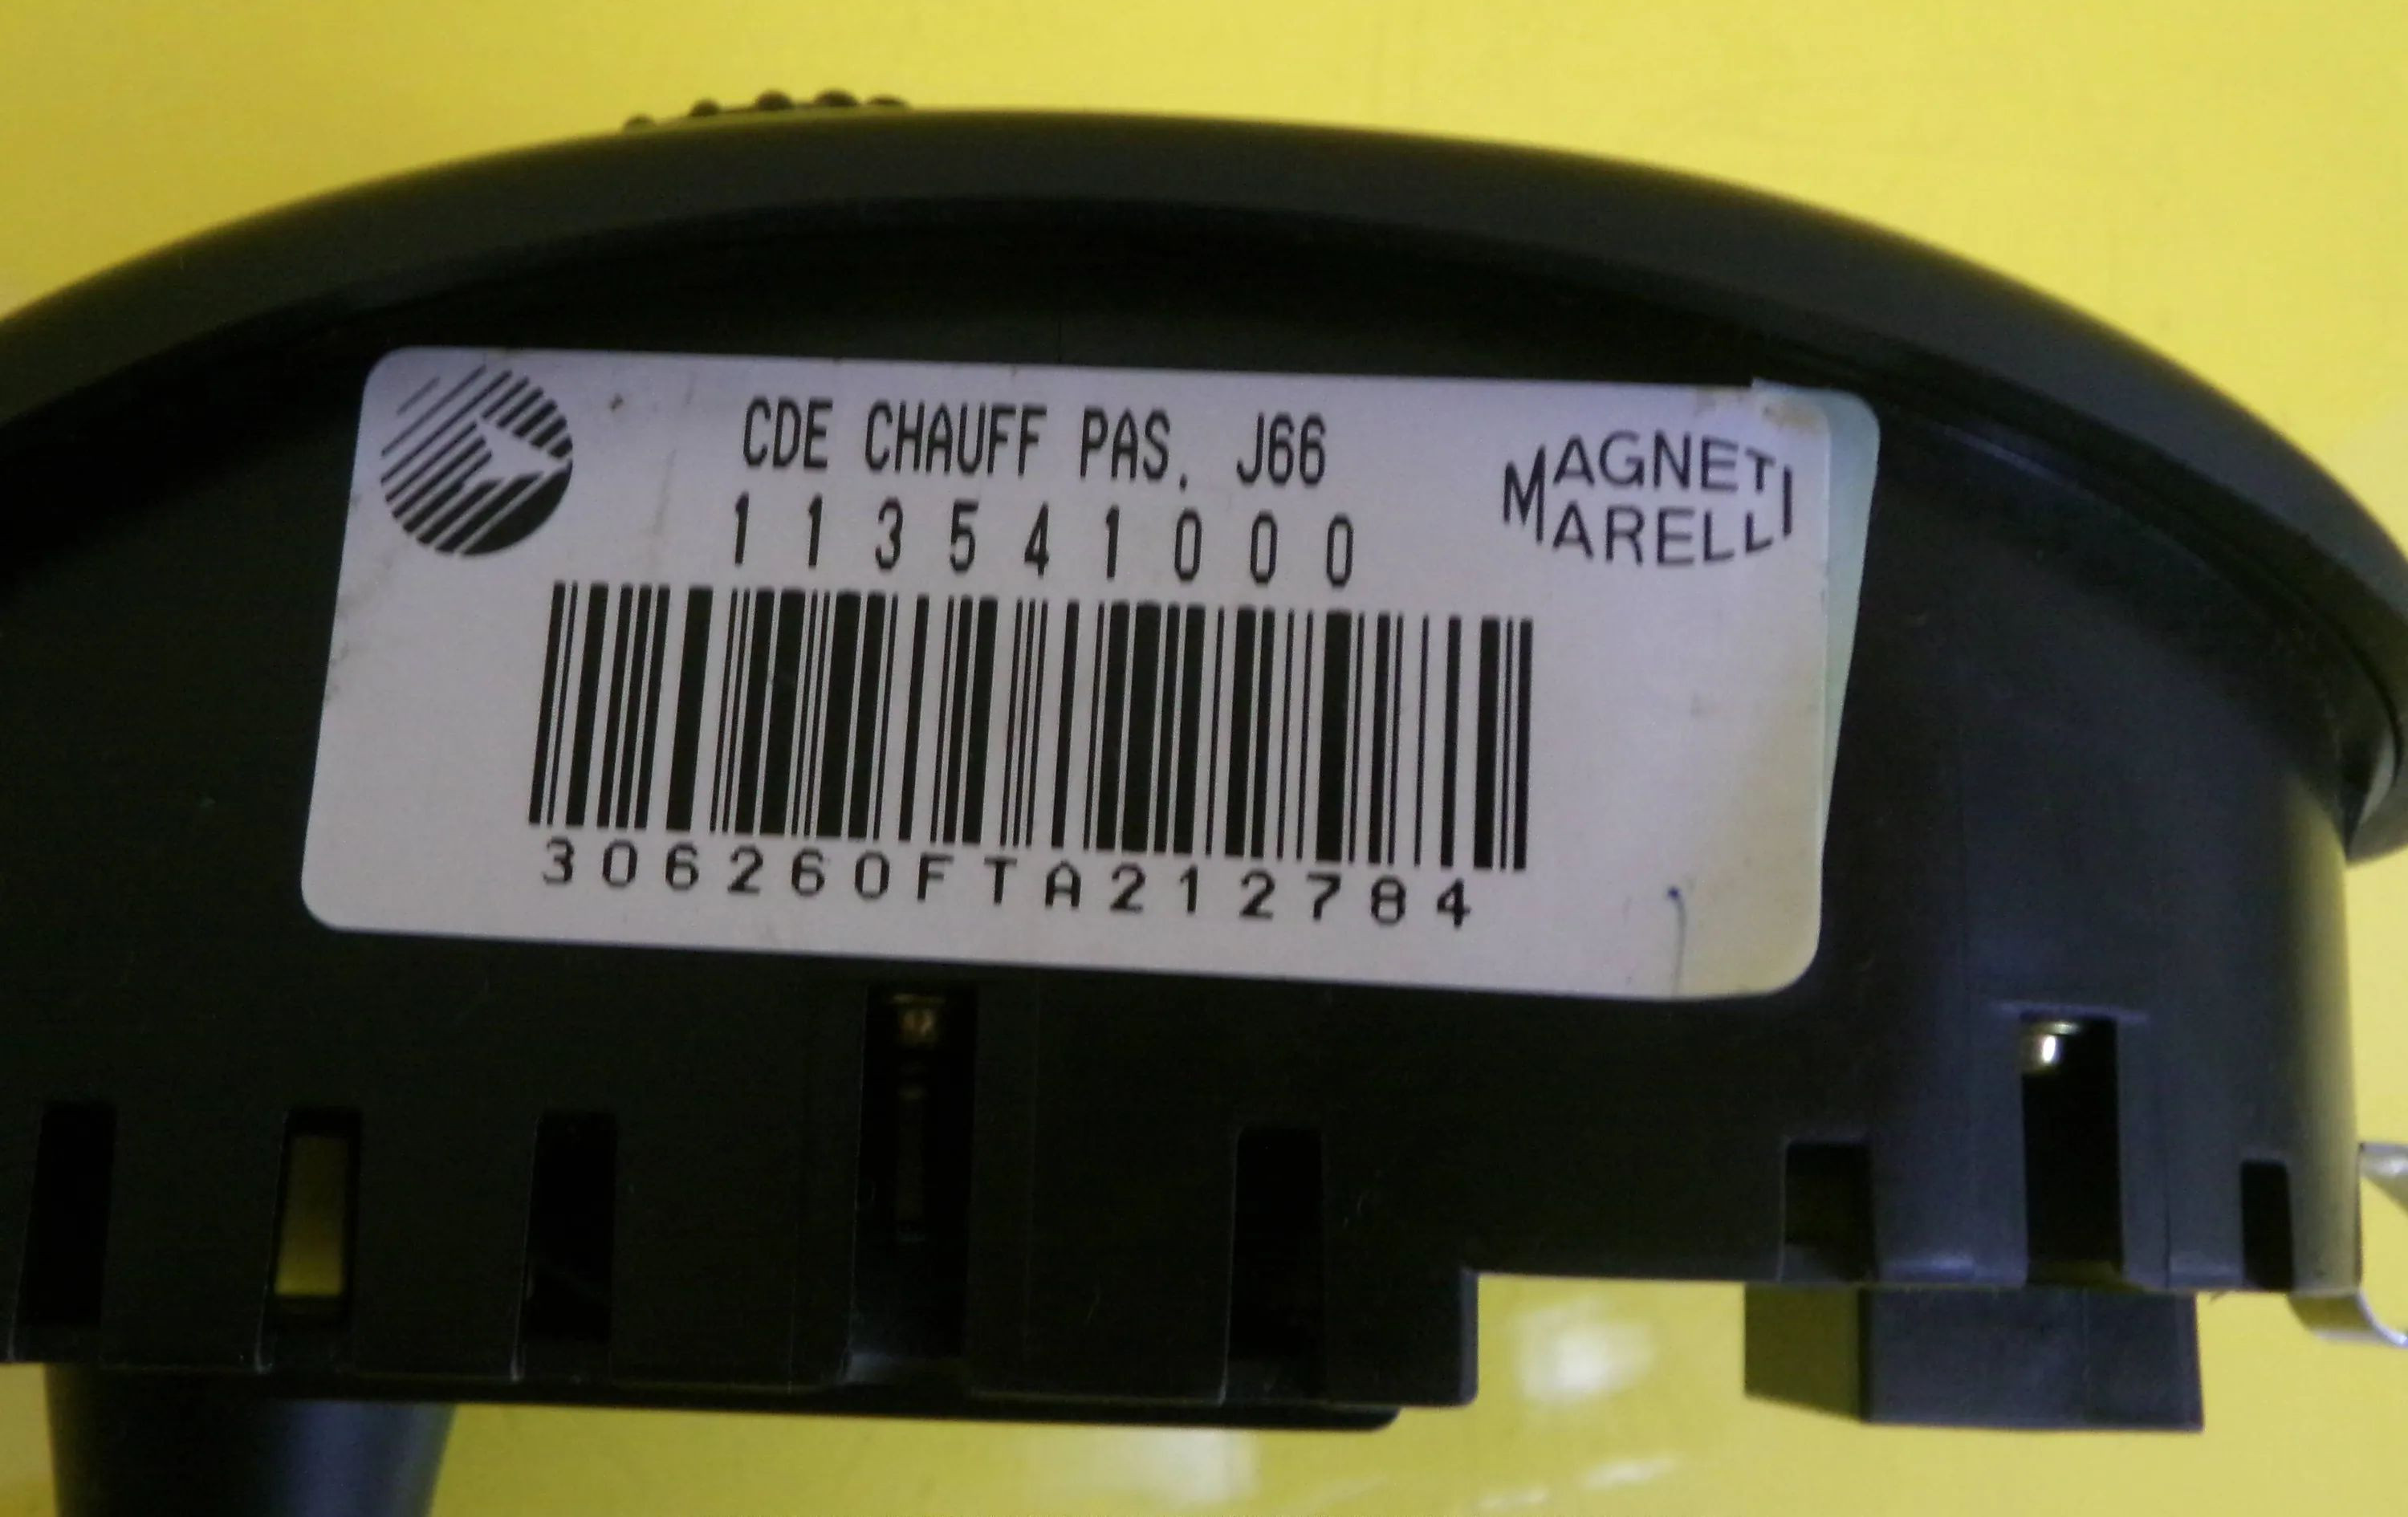 CDE CHAUFF PAS. J66
113541000
MAGNETI
MARELLI
306260FTA212784